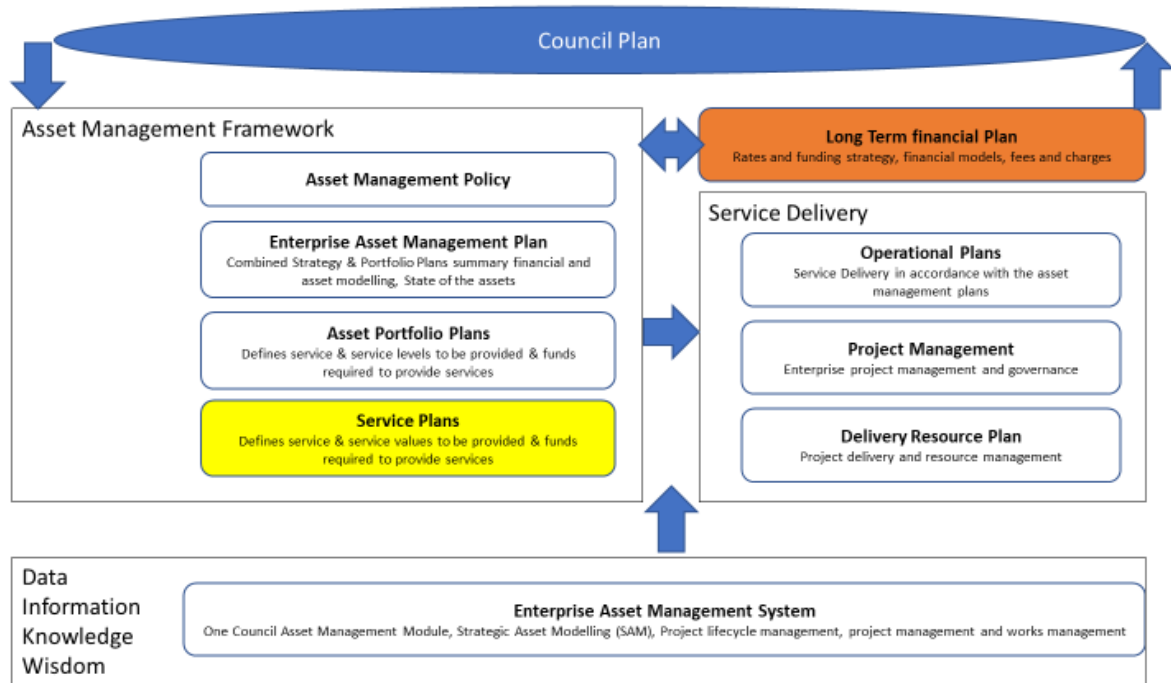 Council Plan
Asset Management Framework
Asset Management Policy
Enterprise Asset Management Plan
Combined Strategy & Portfolio Plans summary financial and
asset modelling, State of the assets
Asset Portfolio Plans
Defines service & service levels to be provided & funds
required to provide services
Service Plans
Defines service & service values to be provided & funds
required to provide services
Long Term financial Plan
Rates and funding strategy, financial models, fees and charges
Service Delivery
Operational Plans
Service Delivery in accordance with the asset
management plans
Project Management
Enterprise project management and governance
Delivery Resource Plan
Project delivery and resource management
Data
Information
Knowledge
Wisdom
Enterprise Asset Management System
One Council Asset Management Module, Strategic Asset Modelling (SAM), Project lifecycle management, project management and works management